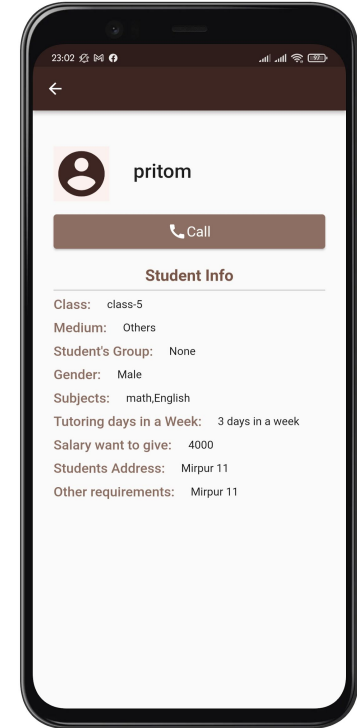 23:02
97
pritom
Call
Student Info
Class: class-5
Medium: Others
Student's Group: None
Gender: Male
Subjects: math,English
Tutoring days in a Week: 3 days in a week
Salary want to give: 4000
Students Address: Mirpur 11
Other requirements: Mirpur 11